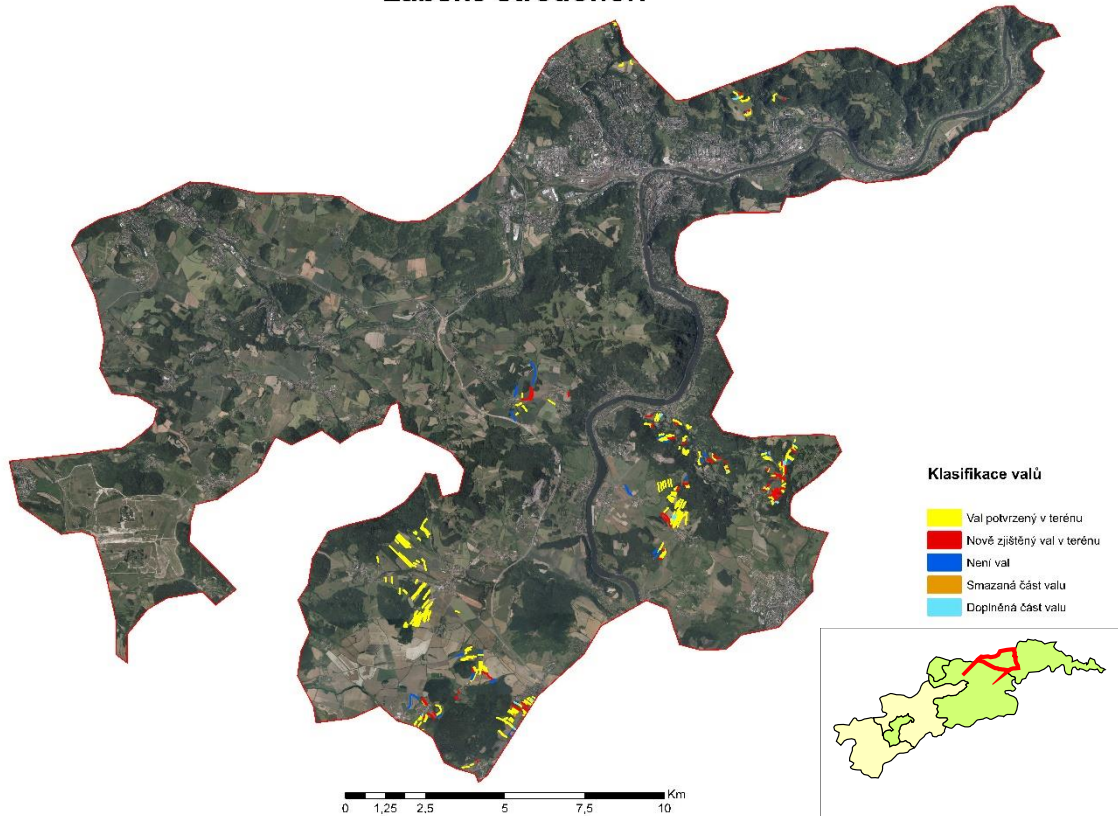 Klasifikace valů
Val potvrzený v terénu
Nově zjištěný val v terénu
Není val
Smazaná část valu
Doplněná část valu
Km
0 1,25 2,5 5 7,5 10